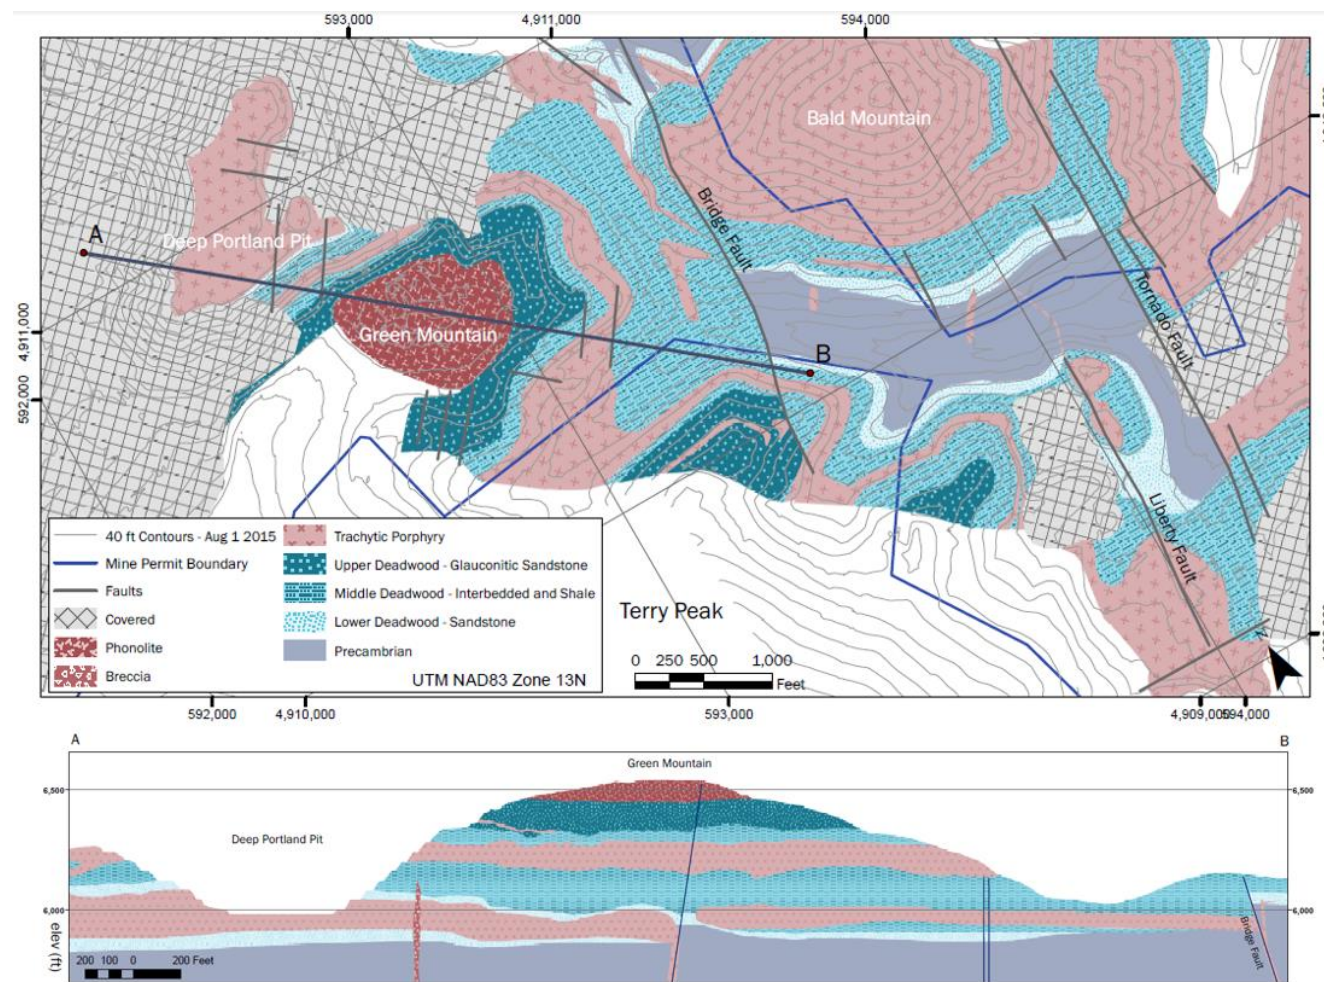 593,000
4,911,000
594,000
Bald Mountain
A
Deep Portland Pit
Bridge Fault
Green Mountain
B
Tornado Fault
4,911,000
592,000
Liberty Fault
40 ft Contours - Aug 1 2015
Mine Permit Boundary
Faults
Covered
Phonolite
Breccia
Trachytic Porphyry
Upper Deadwood - Glauconitic Sandstone
Middle Deadwood - Interbedded and Shale
Lower Deadwood - Sandstone
Precambrian
UTM NAD83 Zone 13N
Terry Peak
0 250 500 1,000
Feet
592,000
4,910,000
593,000
4,909,000
594,000
A
B
Green Mountain
6,500
6,500
Deep Portland Pit
6,000
6,000
elev (ft)
Bridge Fault
200 100 0 200 Feet